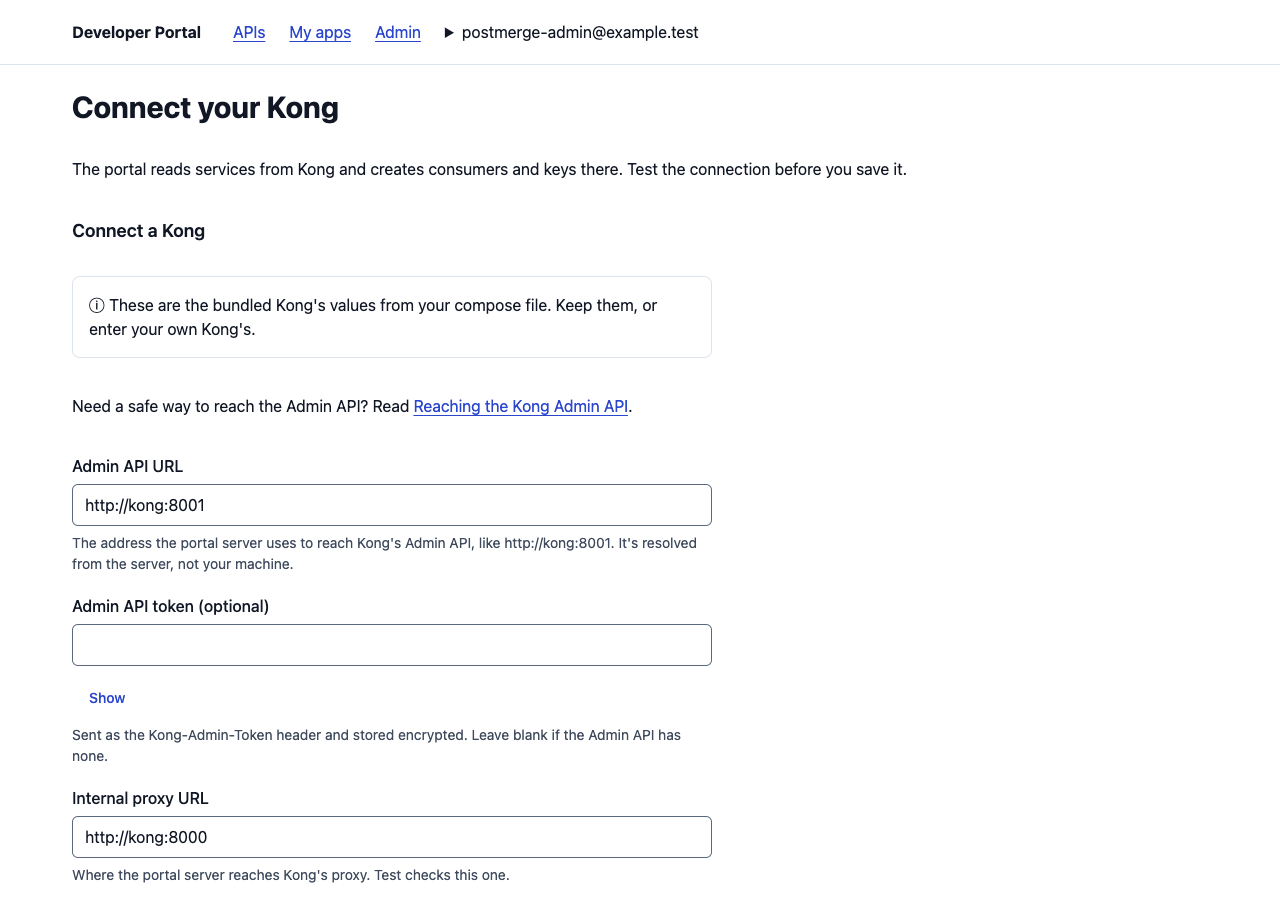 Developer Portal APIs My apps Admin ▶ postmerge-admin@example.test
Connect your Kong
The portal reads services from Kong and creates consumers and keys there. Test the connection before you save it.
Connect a Kong
ⓘ These are the bundled Kong's values from your compose file. Keep them, or
enter your own Kong's.
Need a safe way to reach the Admin API? Read Reaching the Kong Admin API.
Admin API URL
http://kong:8001
The address the portal server uses to reach Kong's Admin API, like http://kong:8001. It's resolved
from the server, not your machine.
Admin API token (optional)
Show
Sent as the Kong-Admin-Token header and stored encrypted. Leave blank if the Admin API has
none.
Internal proxy URL
http://kong:8000
Where the portal server reaches Kong's proxy. Test checks this one.